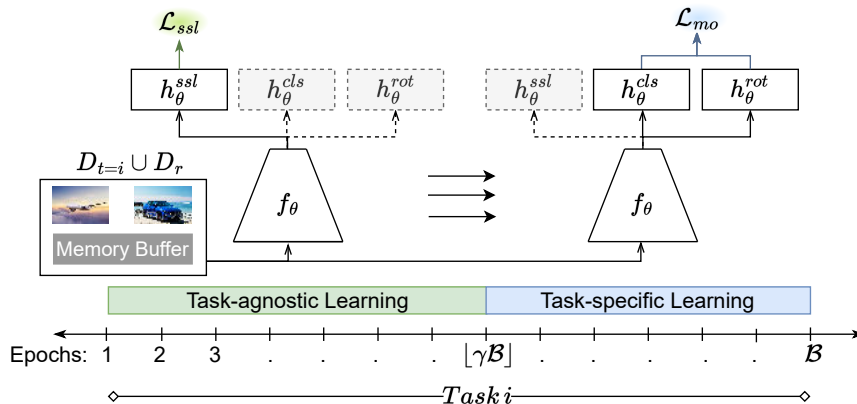 𝓛_ssl 𝓛_mo
h_θ^ssl h_θ^cls h_θ^rot h_θ^ssl h_θ^cls h_θ^rot
D_{t=i} ∪ D_r
f_θ f_θ
Memory Buffer
Task-agnostic Learning Task-specific Learning
Epochs: 1 2 3 . . . . ⌊γ𝓑⌋ . . . . . 𝓑
Task i